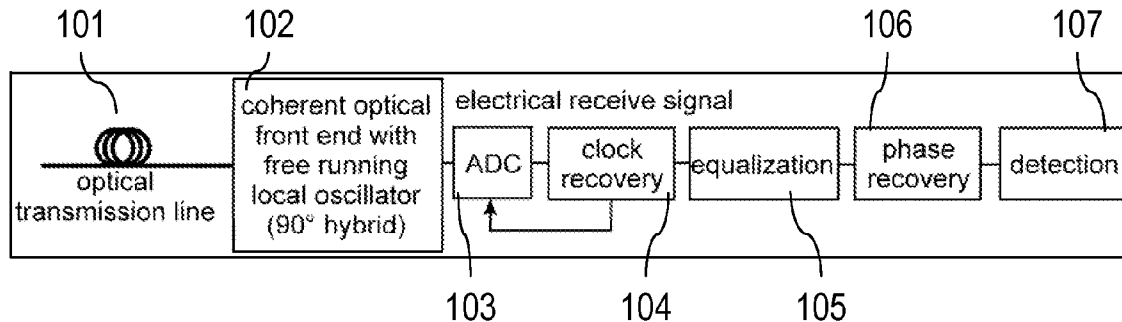 101
102
106
107
coherent optical
front end with
free running
local oscillator
(90° hybrid)
electrical receive signal
optical
transmission line
ADC
clock
recovery
equalization
phase
recovery
detection
103
104
105